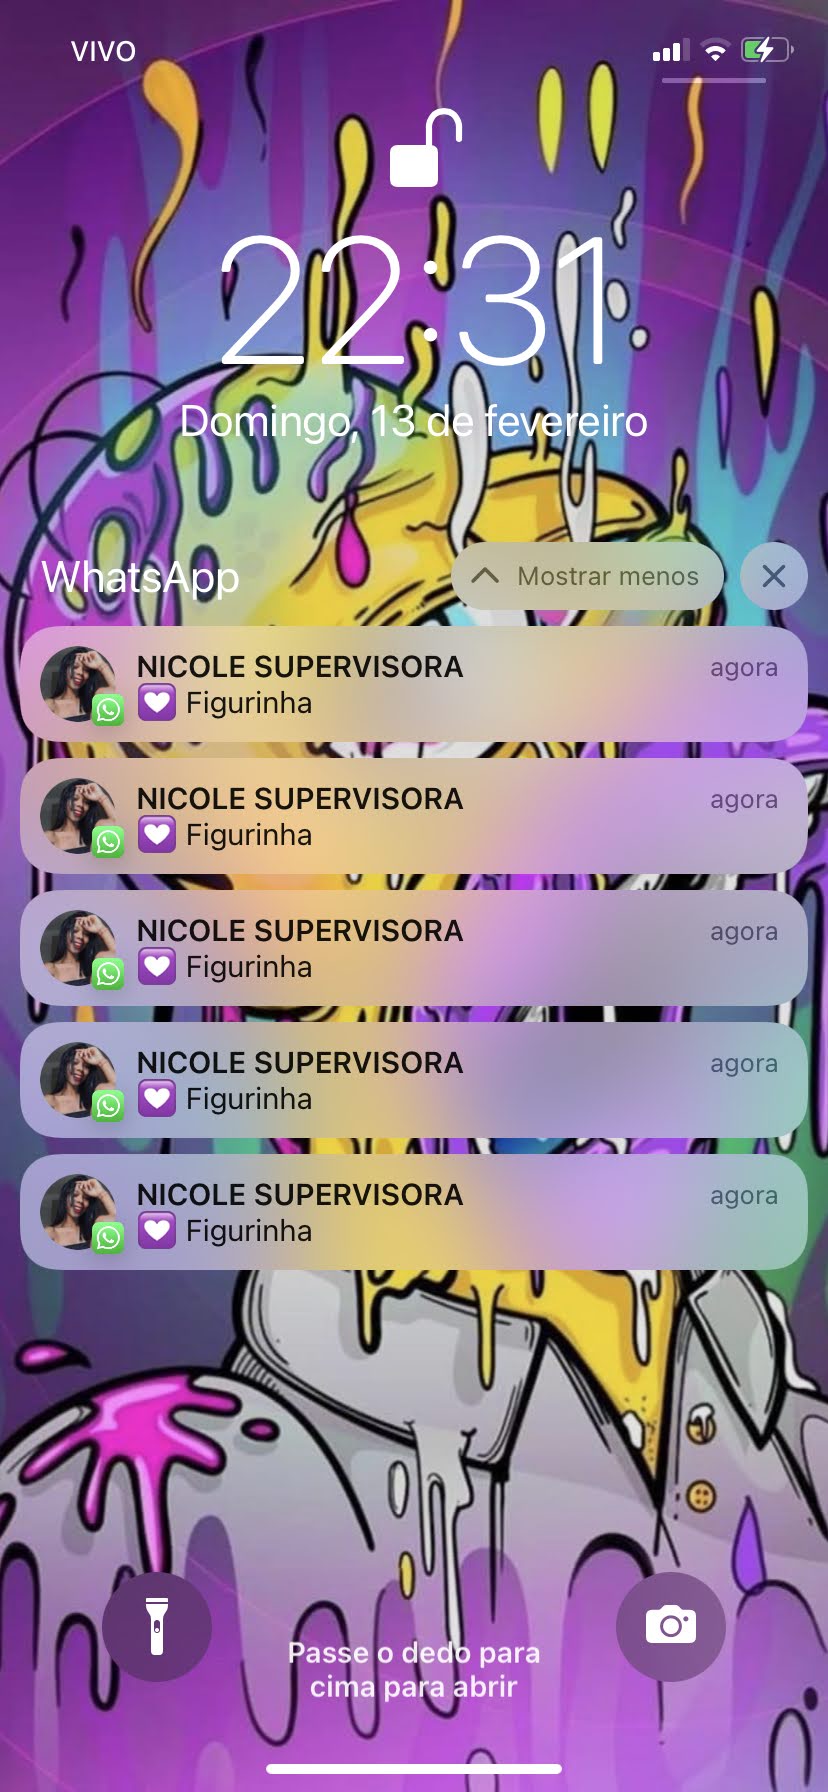 VIVO
22:31
Domingo, 13 de fevereiro
WhatsApp
Mostrar menos
NICOLE SUPERVISORA
agora
💟 Figurinha
NICOLE SUPERVISORA
agora
💟 Figurinha
NICOLE SUPERVISORA
agora
💟 Figurinha
NICOLE SUPERVISORA
agora
💟 Figurinha
NICOLE SUPERVISORA
agora
💟 Figurinha
Passe o dedo para
cima para abrir